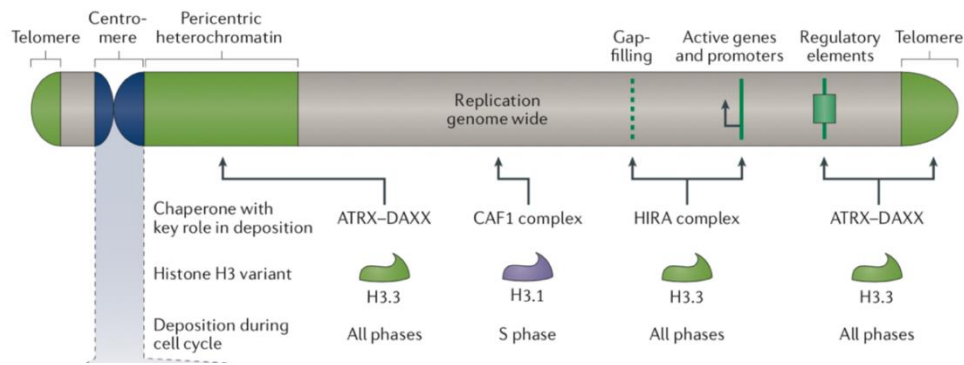 Telomere
Centro-
mere
Pericentric
heterochromatin
Gap-
filling
Active genes
and promoters
Regulatory
elements
Telomere
Replication
genome wide
Chaperone with
key role in deposition
ATRX–DAXX
CAF1 complex
HIRA complex
ATRX–DAXX
Histone H3 variant
H3.3
H3.1
H3.3
H3.3
Deposition during
cell cycle
All phases
S phase
All phases
All phases